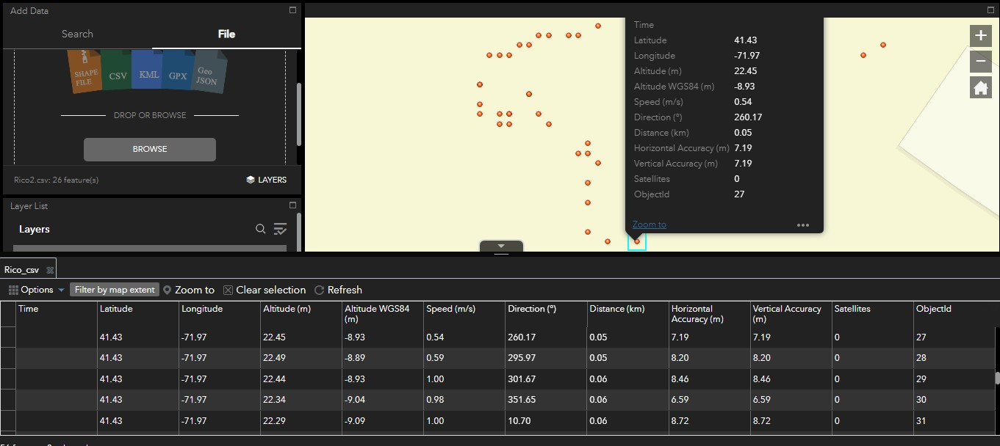 Add Data
Search File
SHAPE FILE CSV KML GPX Geo JSON
DROP OR BROWSE
BROWSE
Rico2.csv: 26 feature(s) LAYERS
Layer List
Layers
Time
Latitude 41.43
Longitude -71.97
Altitude (m) 22.45
Altitude WGS84 (m) -8.93
Speed (m/s) 0.54
Direction (°) 260.17
Distance (km) 0.05
Horizontal Accuracy (m) 7.19
Vertical Accuracy (m) 7.19
Satellites 0
ObjectId 27
Zoom to
Rico_csv
Options Filter by map extent Zoom to Clear selection Refresh
Time Latitude Longitude Altitude (m) Altitude WGS84 (m) Speed (m/s) Direction (°) Distance (km) Horizontal Accuracy (m) Vertical Accuracy (m) Satellites ObjectId
41.43 -71.97 22.45 -8.93 0.54 260.17 0.05 7.19 7.19 0 27
41.43 -71.97 22.49 -8.89 0.59 295.97 0.05 8.20 8.20 0 28
41.43 -71.97 22.44 -8.93 1.00 301.67 0.06 8.46 8.46 0 29
41.43 -71.97 22.34 -9.04 0.98 351.65 0.06 6.59 6.59 0 30
41.43 -71.97 22.29 -9.09 1.00 10.70 0.06 8.72 8.72 0 31